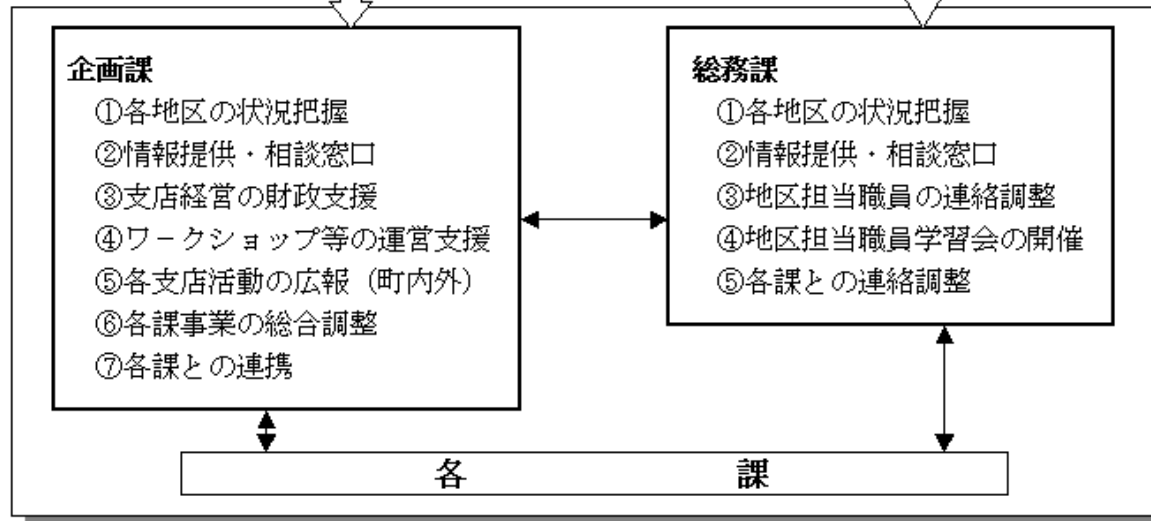 企画課
①各地区の状況把握
②情報提供・相談窓口
③支店経営の財政支援
④ワークショップ等の運営支援
⑤各支店活動の広報（町内外）
⑥各課事業の総合調整
⑦各課との連携
総務課
①各地区の状況把握
②情報提供・相談窓口
③地区担当職員の連絡調整
④地区担当職員学習会の開催
⑤各課との連絡調整
各　課